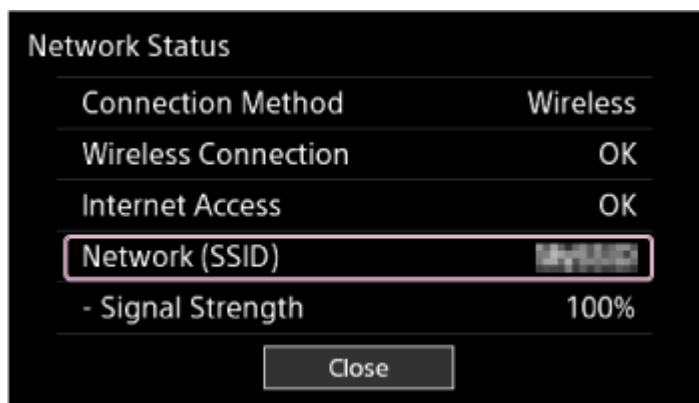 Network Status
Connection Method Wireless
Wireless Connection OK
Internet Access OK
Network (SSID)
- Signal Strength 100%
Close